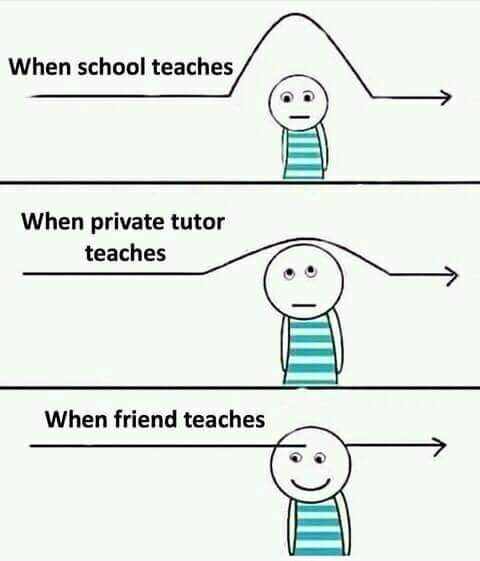 When school teaches
When private tutor
teaches
When friend teaches